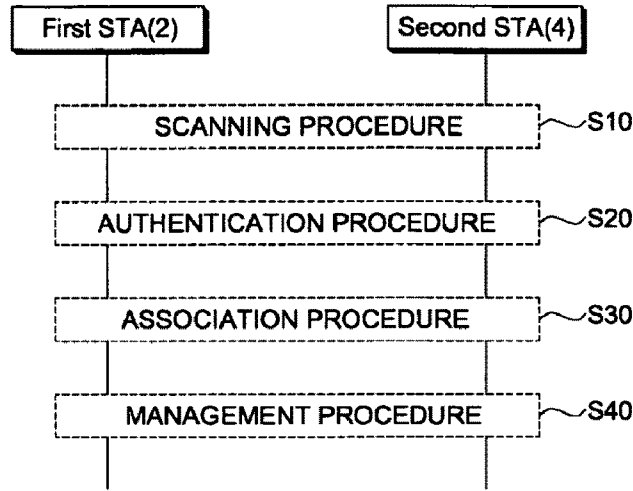 First STA(2)
Second STA(4)
SCANNING PROCEDURE
S10
AUTHENTICATION PROCEDURE
S20
ASSOCIATION PROCEDURE
S30
MANAGEMENT PROCEDURE
S40